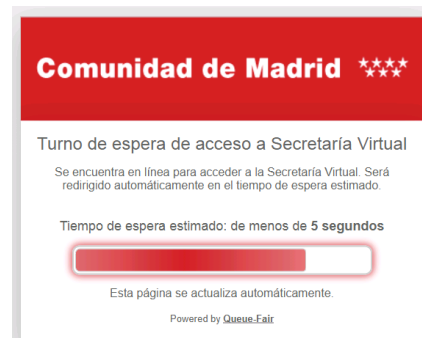 Comunidad de Madrid
Turno de espera de acceso a Secretaría Virtual
Se encuentra en línea para acceder a la Secretaría Virtual. Será
redirigido automáticamente en el tiempo de espera estimado.
Tiempo de espera estimado: de menos de 5 segundos
Esta página se actualiza automáticamente.
Powered by Queue-Fair